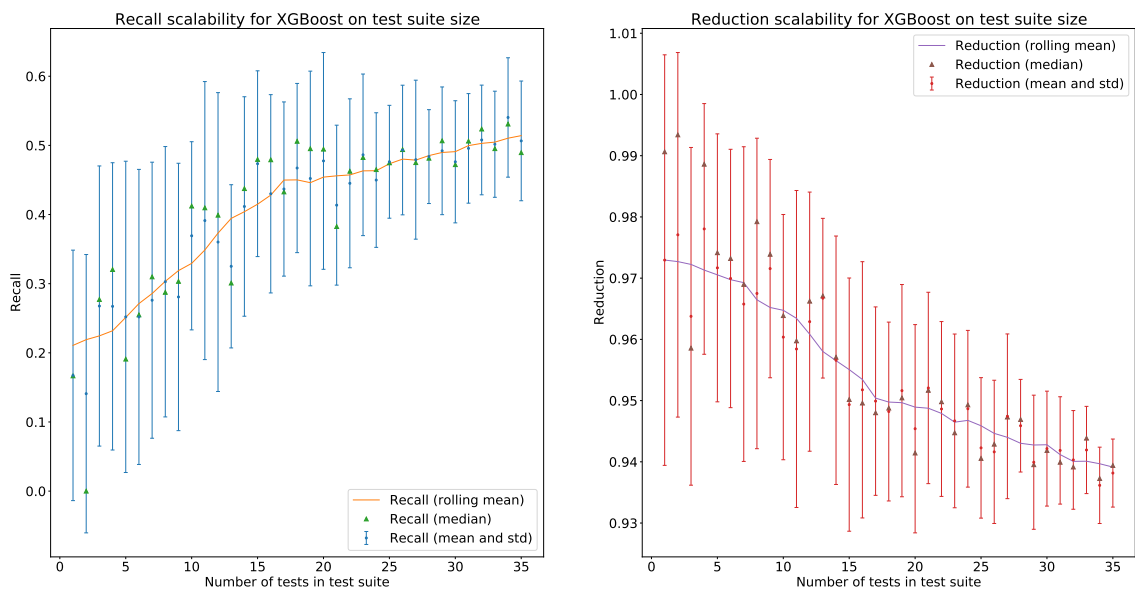 Recall scalability for XGBoost on test suite size
0.6
0.5
0.4
0.3
0.2
0.1
0.0
Recall
Recall (rolling mean)
Recall (median)
Recall (mean and std)
0 5 10 15 20 25 30 35
Number of tests in test suite
Reduction scalability for XGBoost on test suite size
1.01
1.00
0.99
0.98
0.97
0.96
0.95
0.94
0.93
Reduction
Reduction (rolling mean)
Reduction (median)
Reduction (mean and std)
0 5 10 15 20 25 30 35
Number of tests in test suite